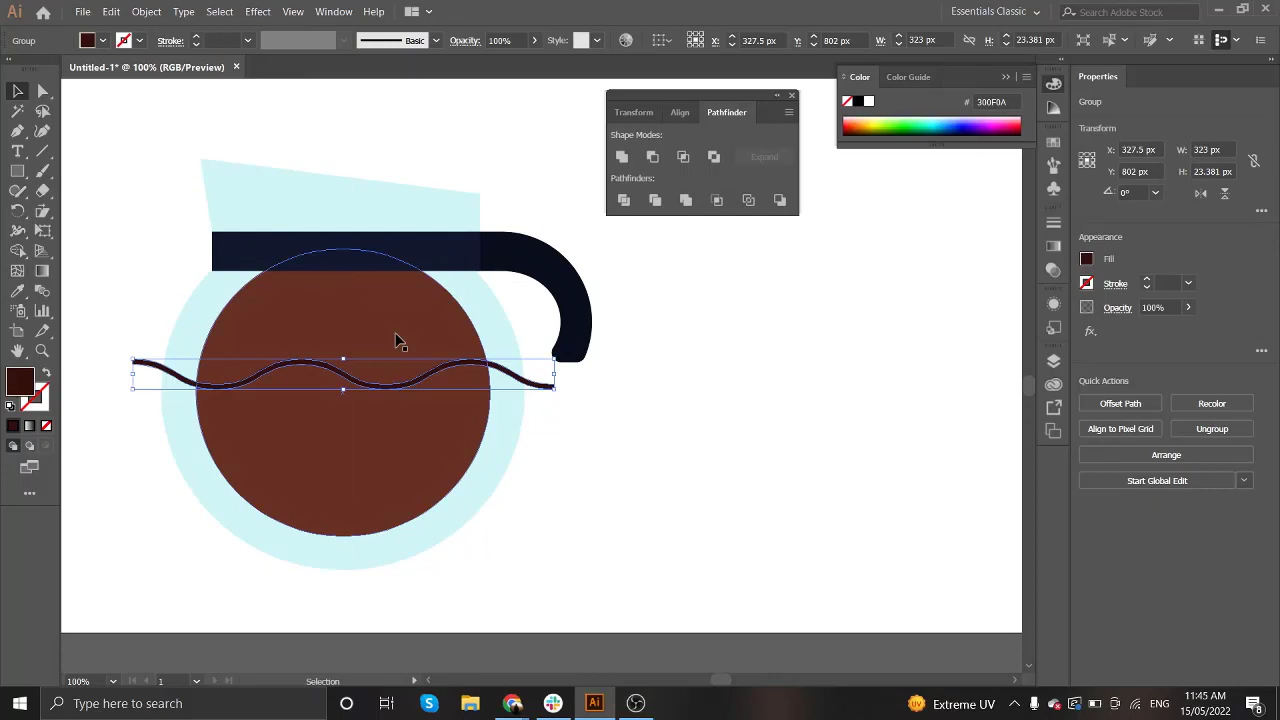 Ai File Edit Object Type Select Effect View Window Help Essentials Classic Search Adobe Stock
Group Stroke: Basic Opacity: 100% Style: X: 327.5 px Y: 802 px W: 323 px H: 23.381 px
Untitled-1* @ 100% (RGB/Preview) ×
Color Color Guide
# 300F0A
Properties
Group
Transform
X: 327.5 px W: 323 px
Y: 802 px H: 23.381 px
0°
Appearance
Fill
Stroke
Opacity 100%
fx.
Quick Actions
Offset Path Recolor
Align to Pixel Grid Ungroup
Arrange
Start Global Edit
Transform Align Pathfinder
Shape Modes:
Expand
Pathfinders:
100% 1 Selection
Type here to search
Extreme UV
ENG
11:45 AM
15/05/2022
8